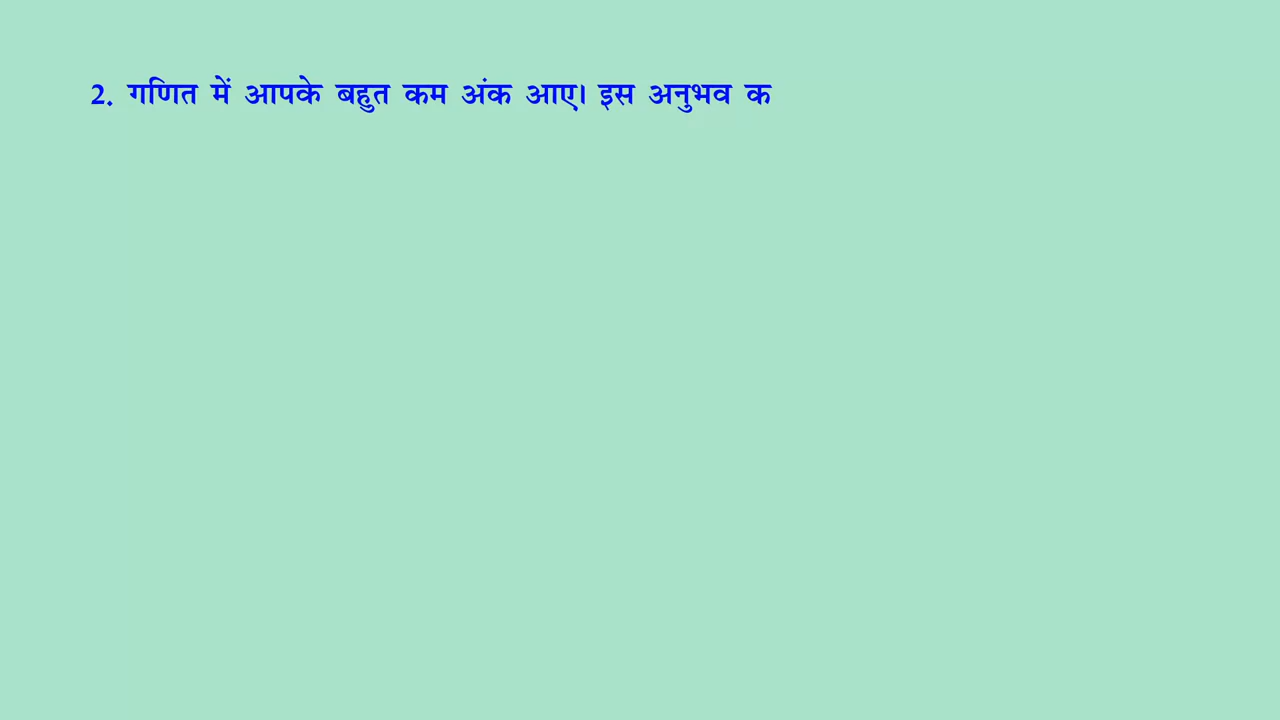 2. गणित में आपके बहुत कम अंक आए। इस अनुभव क